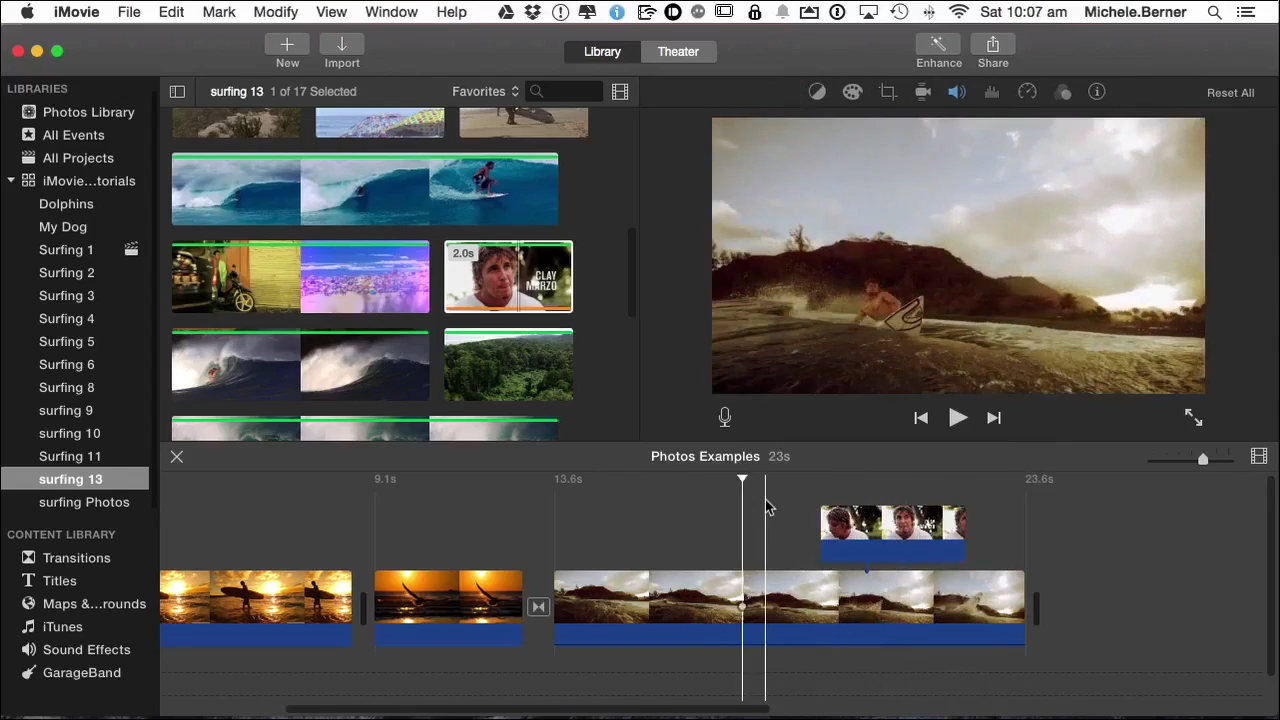 iMovie File Edit Mark Modify View Window Help Sat 10:07 am Michele.Berner
New Import Library Theater Enhance Share
LIBRARIES
Photos Library
All Events
All Projects
iMovie...torials
Dolphins
My Dog
Surfing 1
Surfing 2
Surfing 3
Surfing 4
Surfing 5
Surfing 6
Surfing 8
surfing 9
surfing 10
Surfing 11
surfing 13
surfing Photos
CONTENT LIBRARY
Transitions
Titles
Maps &...rounds
iTunes
Sound Effects
GarageBand
surfing 13 1 of 17 Selected Favorites
Reset All
2.0s
CLAY
MARZO
Photos Examples 23s
9.1s 13.6s 23.6s